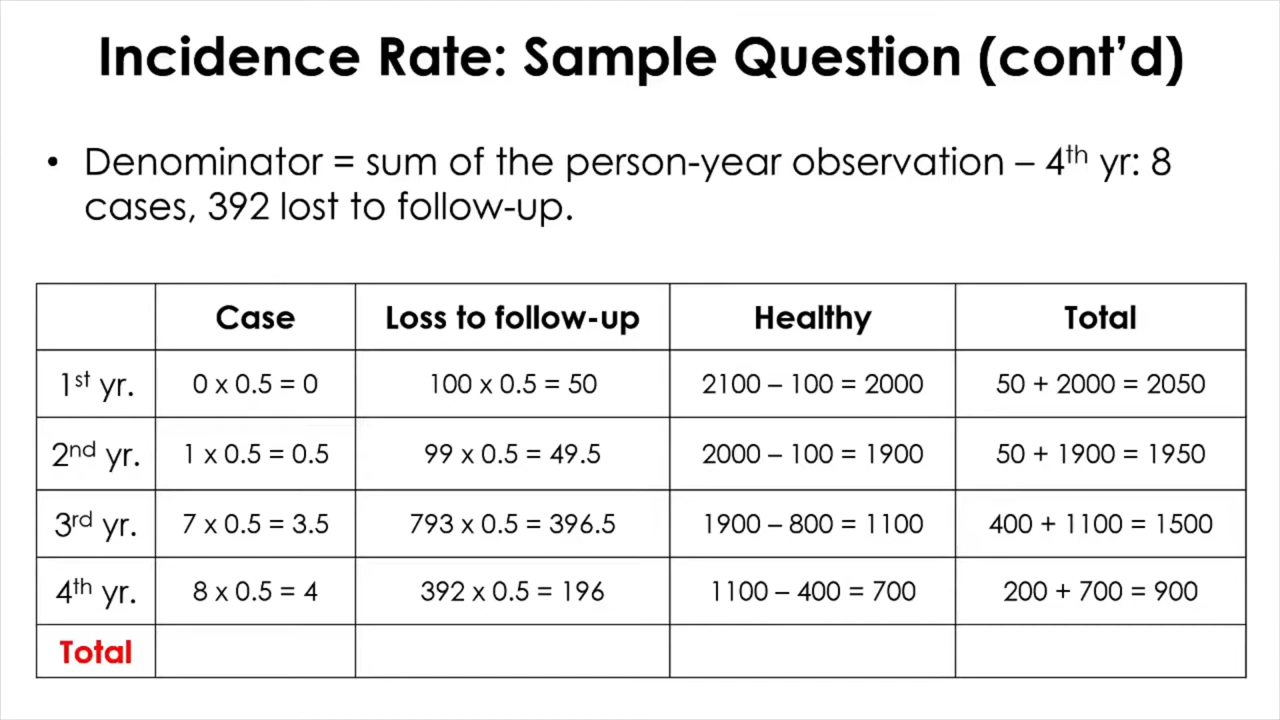 Incidence Rate: Sample Question (cont’d)
• Denominator = sum of the person-year observation – 4th yr: 8
cases, 392 lost to follow-up.
Case Loss to follow-up Healthy Total
1st yr. 0 x 0.5 = 0 100 x 0.5 = 50 2100 – 100 = 2000 50 + 2000 = 2050
2nd yr. 1 x 0.5 = 0.5 99 x 0.5 = 49.5 2000 – 100 = 1900 50 + 1900 = 1950
3rd yr. 7 x 0.5 = 3.5 793 x 0.5 = 396.5 1900 – 800 = 1100 400 + 1100 = 1500
4th yr. 8 x 0.5 = 4 392 x 0.5 = 196 1100 – 400 = 700 200 + 700 = 900
Total